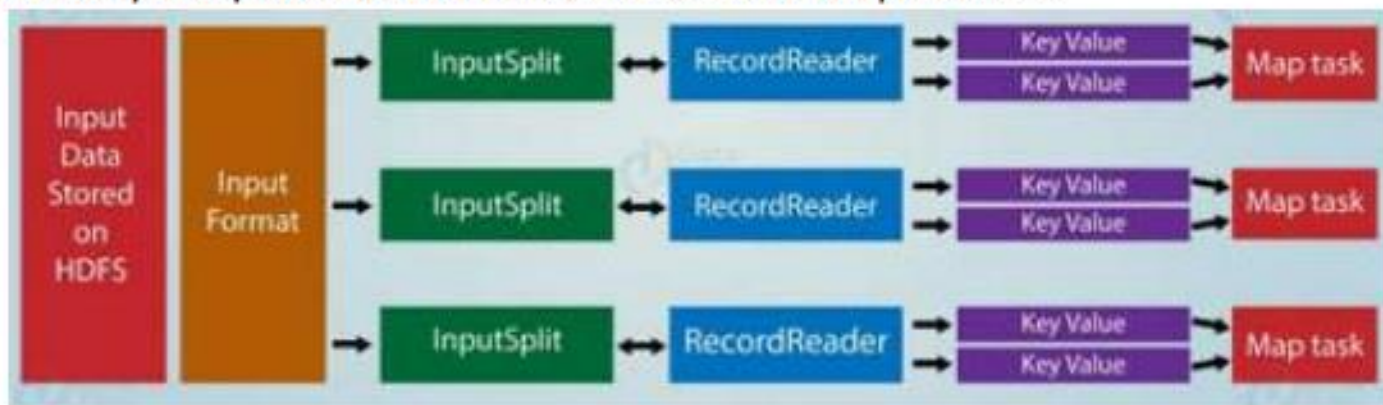 Input
Data
Stored
on
HDFS
Input
Format
InputSplit
RecordReader
Key Value
Key Value
Map task
InputSplit
RecordReader
Key Value
Key Value
Map task
InputSplit
RecordReader
Key Value
Key Value
Map task